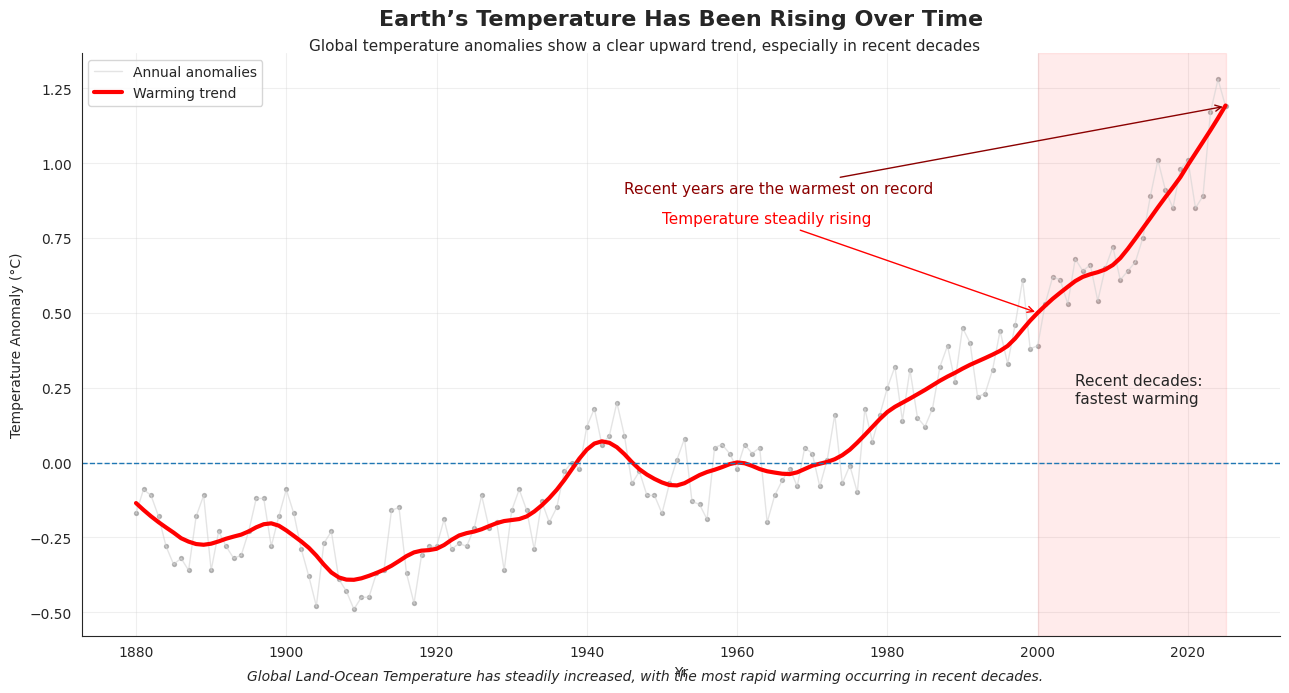 Earth’s Temperature Has Been Rising Over Time
Global temperature anomalies show a clear upward trend, especially in recent decades
Annual anomalies
Warming trend
Temperature Anomaly (°C)
1.25
1.00
0.75
0.50
0.25
0.00
−0.25
−0.50
Recent years are the warmest on record
Temperature steadily rising
Recent decades:
fastest warming
1880 1900 1920 1940 1960 1980 2000 2020
Yr
Global Land-Ocean Temperature has steadily increased, with the most rapid warming occurring in recent decades.